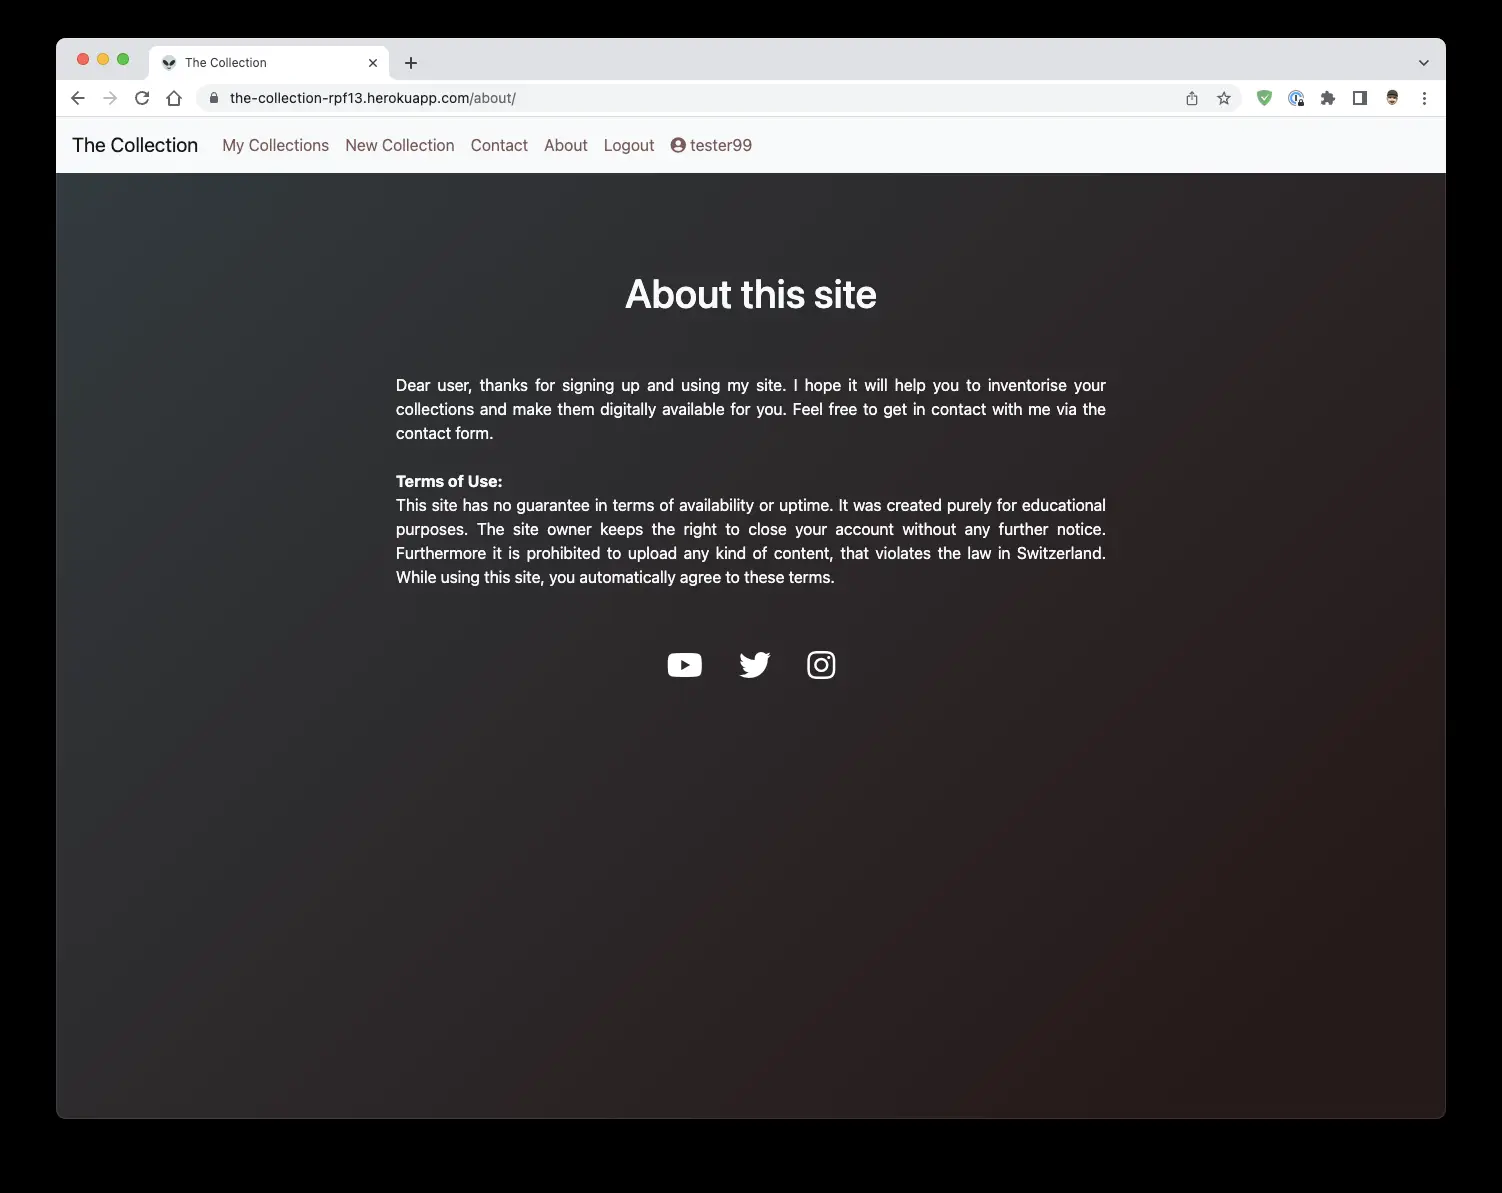 The Collection
the-collection-rpf13.herokuapp.com/about/
The Collection My Collections New Collection Contact About Logout tester99
About this site
Dear user, thanks for signing up and using my site. I hope it will help you to inventorise your
collections and make them digitally available for you. Feel free to get in contact with me via the
contact form.
Terms of Use:
This site has no guarantee in terms of availability or uptime. It was created purely for educational
purposes. The site owner keeps the right to close your account without any further notice.
Furthermore it is prohibited to upload any kind of content, that violates the law in Switzerland.
While using this site, you automatically agree to these terms.